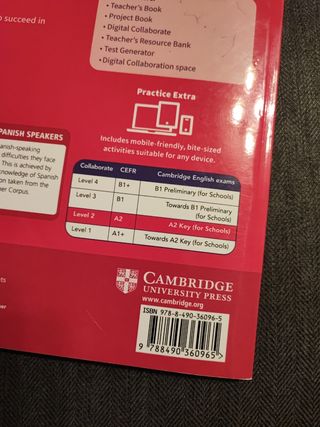 • Teacher's Book
• Project Book
• Digital Collaborate
• Teacher's Resource Bank
• Test Generator
• Digital Collaboration space
o succeed in
Practice Extra
Includes mobile-friendly, bite-sized
activities suitable for any device.
PANISH SPEAKERS
anish-speaking
difficulties they face
This is achieved by
knowledge of Spanish
on taken from the
ner Corpus.
Collaborate CEFR Cambridge English exams
Level 4 B1+ B1 Preliminary (for Schools)
Level 3 B1 Towards B1 Preliminary
(for Schools)
Level 2 A2 A2 Key (for Schools)
Level 1 A1+ Towards A2 Key (for Schools)
CAMBRIDGE
UNIVERSITY PRESS
www.cambridge.org
ISBN 978-8-490-36096-5
9 788490 360965